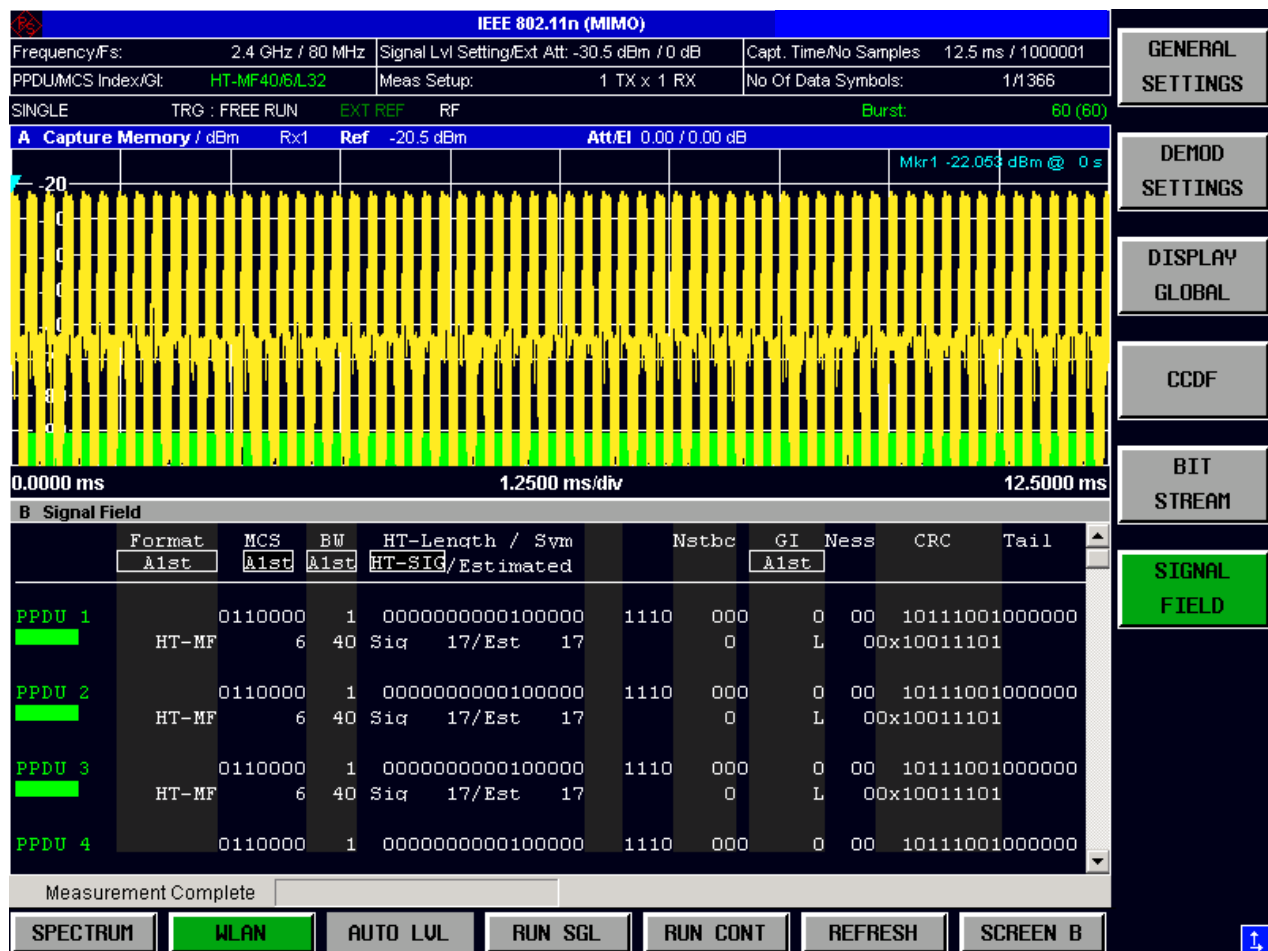 IEEE 802.11n (MIMO)
Frequency/Fs: 2.4 GHz / 80 MHz Signal Lvl Setting/Ext Att: -30.5 dBm / 0 dB Capt. Time/No Samples 12.5 ms / 1000001
PPDU/MCS Index/GI: HT-MF40/6/L32 Meas Setup: 1 TX x 1 RX No Of Data Symbols: 1/1366
SINGLE TRG : FREE RUN EXT REF RF Burst: 60 (60)
A Capture Memory / dBm Rx1 Ref -20.5 dBm Att/El 0.00 / 0.00 dB
Mkr1 -22.053 dBm @ 0 s
-20
0.0000 ms 1.2500 ms/div 12.5000 ms
B Signal Field
Format MCS BW HT-Length / Sym Nstbc GI Ness CRC Tail
A1st A1st A1st HT-SIG/Estimated A1st
PPDU 1 0110000 1 0000000000100000 1110 000 0 00 10111001000000
HT-MF 6 40 Sig 17/Est 17 0 L 00x10011101
PPDU 2 0110000 1 0000000000100000 1110 000 0 00 10111001000000
HT-MF 6 40 Sig 17/Est 17 0 L 00x10011101
PPDU 3 0110000 1 0000000000100000 1110 000 0 00 10111001000000
HT-MF 6 40 Sig 17/Est 17 0 L 00x10011101
PPDU 4 0110000 1 0000000000100000 1110 000 0 00 10111001000000
Measurement Complete
SPECTRUM WLAN AUTO LVL RUN SGL RUN CONT REFRESH SCREEN B
GENERAL
SETTINGS
DEMOD
SETTINGS
DISPLAY
GLOBAL
CCDF
BIT
STREAM
SIGNAL
FIELD